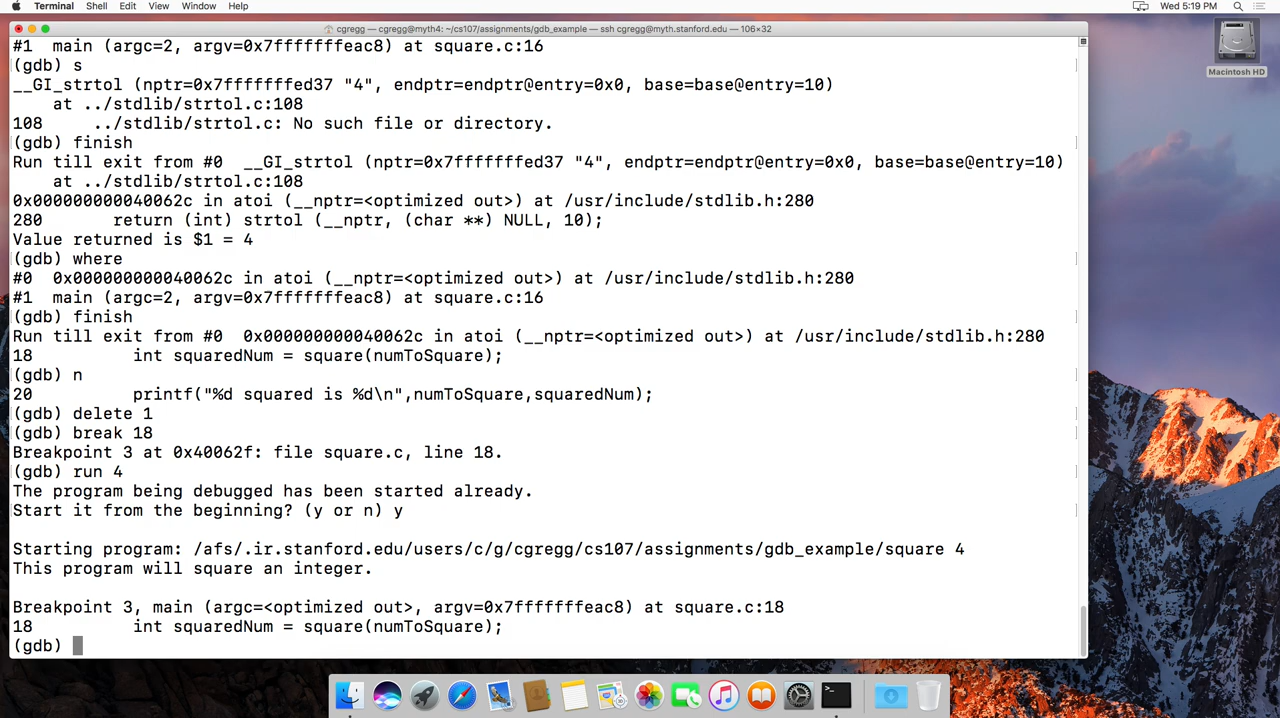 Terminal Shell Edit View Window Help Wed 5:19 PM
cgregg — cgregg@myth4: ~/cs107/assignments/gdb_example — ssh cgregg@myth.stanford.edu — 106×32
#1  main (argc=2, argv=0x7fffffffeac8) at square.c:16
(gdb) s
__GI_strtol (nptr=0x7fffffffed37 "4", endptr=endptr@entry=0x0, base=base@entry=10)
    at ../stdlib/strtol.c:108
108     ../stdlib/strtol.c: No such file or directory.
(gdb) finish
Run till exit from #0  __GI_strtol (nptr=0x7fffffffed37 "4", endptr=endptr@entry=0x0, base=base@entry=10)
    at ../stdlib/strtol.c:108
0x000000000040062c in atoi (__nptr=<optimized out>) at /usr/include/stdlib.h:280
280       return (int) strtol (__nptr, (char **) NULL, 10);
Value returned is $1 = 4
(gdb) where
#0  0x000000000040062c in atoi (__nptr=<optimized out>) at /usr/include/stdlib.h:280
#1  main (argc=2, argv=0x7fffffffeac8) at square.c:16
(gdb) finish
Run till exit from #0  0x000000000040062c in atoi (__nptr=<optimized out>) at /usr/include/stdlib.h:280
18          int squaredNum = square(numToSquare);
(gdb) n
20          printf("%d squared is %d\n",numToSquare,squaredNum);
(gdb) delete 1
(gdb) break 18
Breakpoint 3 at 0x40062f: file square.c, line 18.
(gdb) run 4
The program being debugged has been started already.
Start it from the beginning? (y or n) y
Starting program: /afs/.ir.stanford.edu/users/c/g/cgregg/cs107/assignments/gdb_example/square 4
This program will square an integer.
Breakpoint 3, main (argc=<optimized out>, argv=0x7fffffffeac8) at square.c:18
18          int squaredNum = square(numToSquare);
(gdb)
Macintosh HD